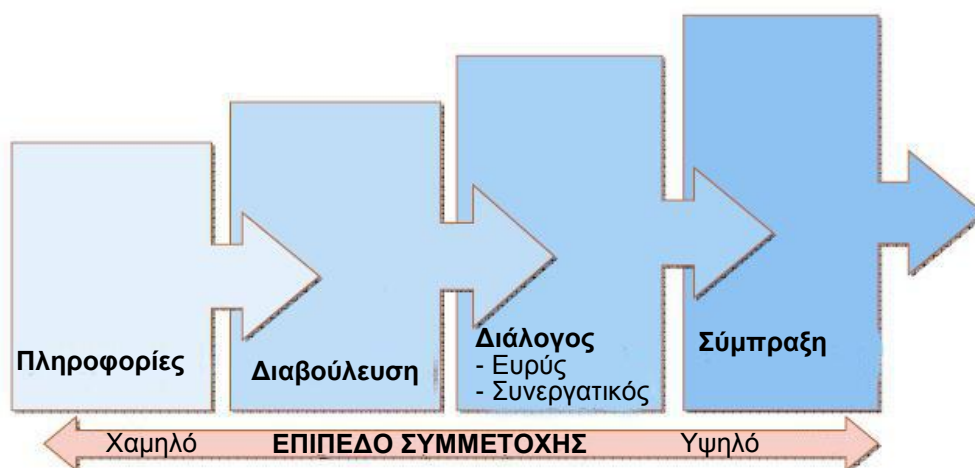 Πληροφορίες
Διαβούλευση
Διάλογος
- Ευρύς
- Συνεργατικός
Σύμπραξη
Χαμηλό ΕΠΙΠΕΔΟ ΣΥΜΜΕΤΟΧΗΣ Υψηλό